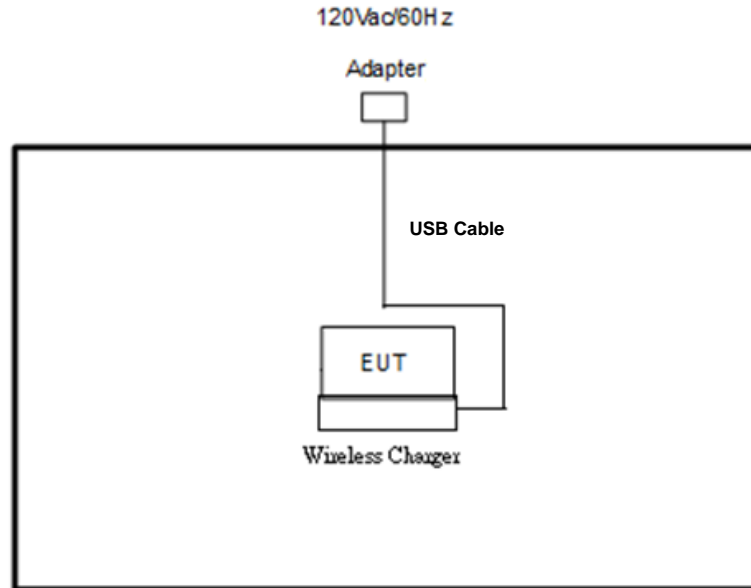 120Vac/60Hz
Adapter
USB Cable
EUT
Wireless Charger